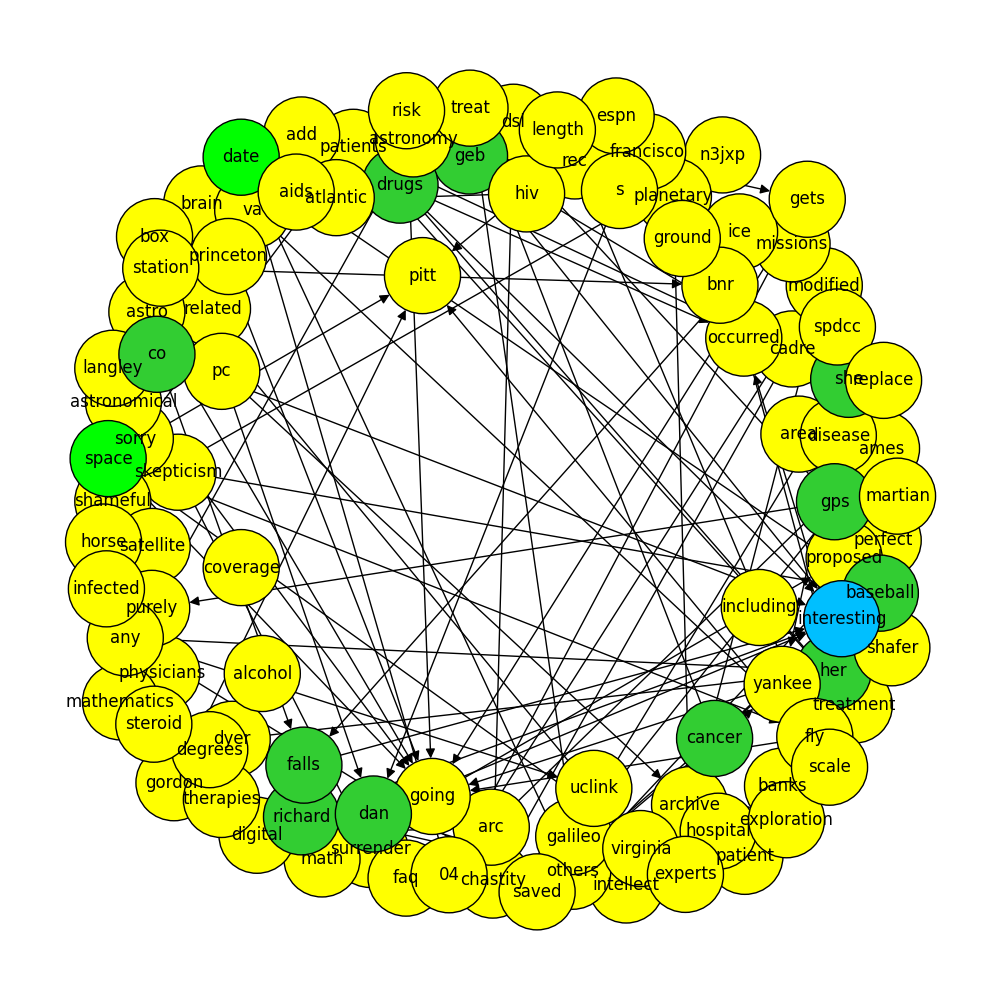 treat
risk
espn
dsl
length
add
astronomy
patients
francisco
n3jxp
date
geb
rec
drugs
s
hiv
aids
planetary
atlantic
gets
brain
va
ice
box
ground
missions
princeton
station
pitt
bnr
modified
related
astro
spdcc
occurred
cadre
co
langley
pc
she
replace
astronomical
area
disease
sorry
ames
space
skepticism
martian
shameful
gps
perfect
horse
satellite
proposed
coverage
infected
baseball
purely
including
interesting
any
shafer
physicians
alcohol
her
yankee
mathematics
treatment
steroid
dyer
fly
cancer
degrees
falls
scale
gordon
banks
uclink
going
therapies
archive
dan
richard
exploration
arc
hospital
digital
galileo
surrender
virginia
patient
math
others
04
experts
faq
chastity
intellect
saved